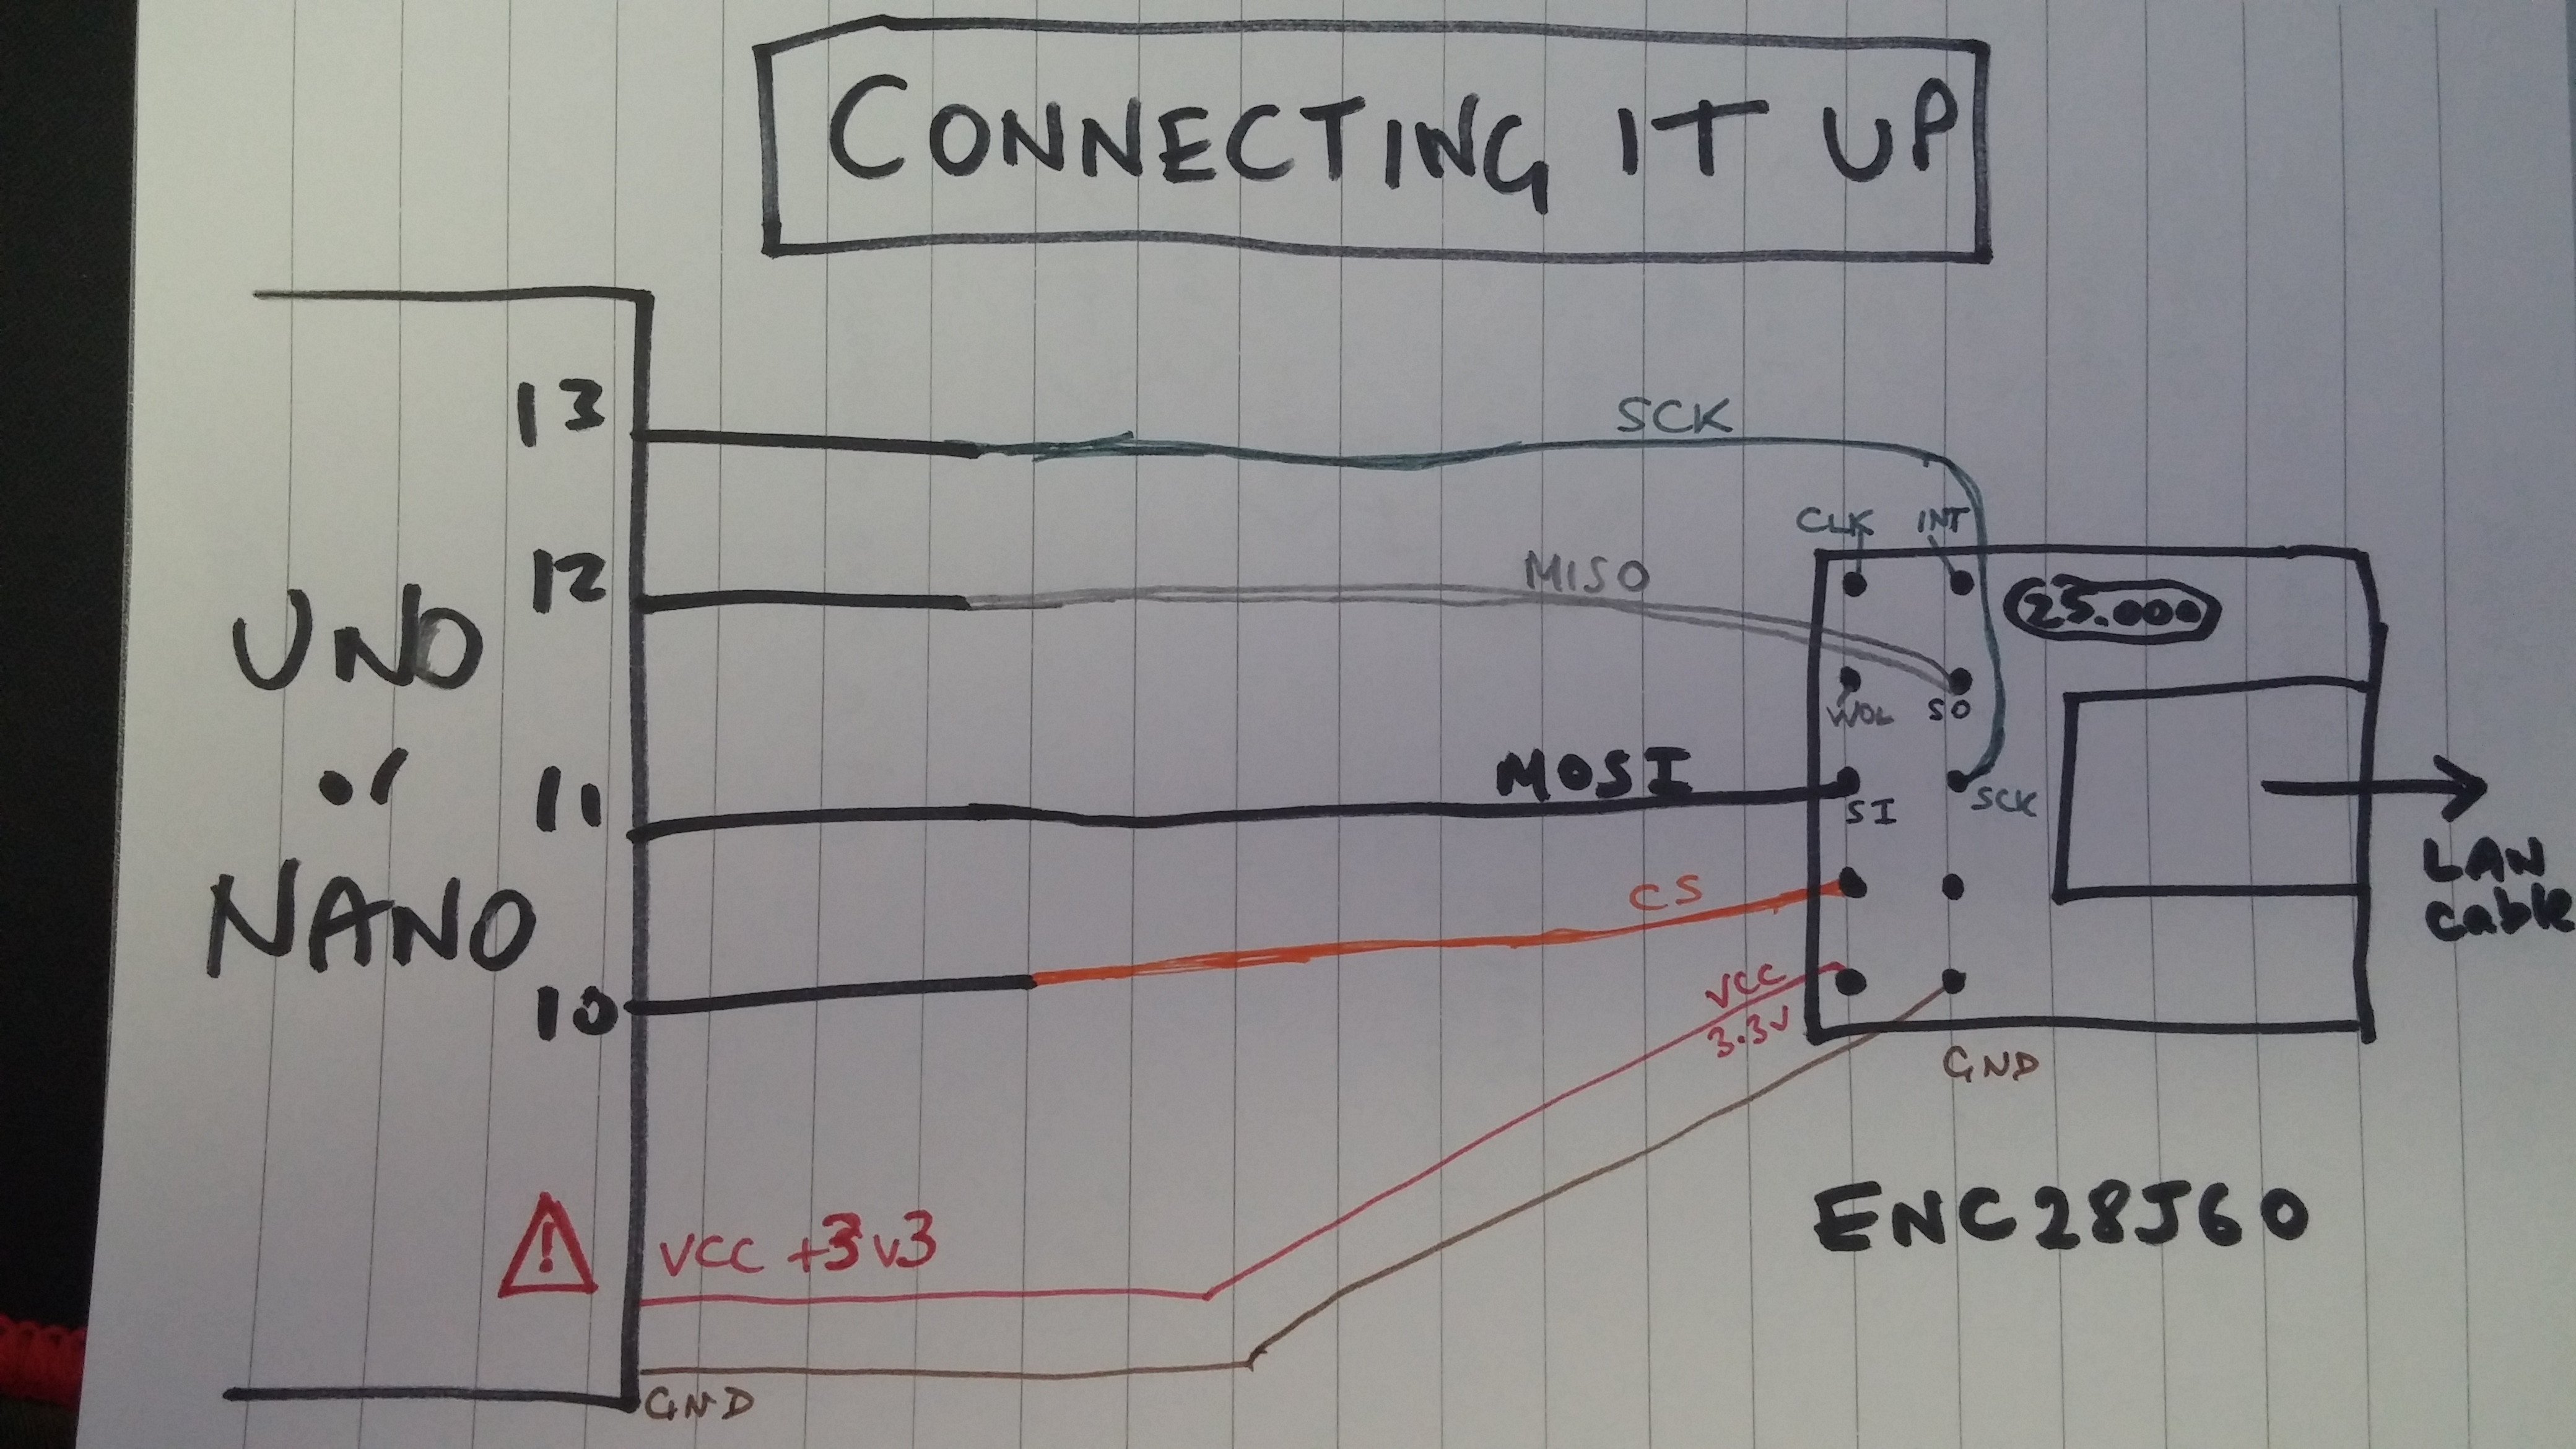 CONNECTING IT UP
13
SCK
CLK INT
12
MISO
25.000
UNO
or
NANO
WOL SO
11
MOSI
SI
SCK
LAN
cable
CS
10
VCC
3.3V
GND
VCC +3v3
ENC28J60
GND